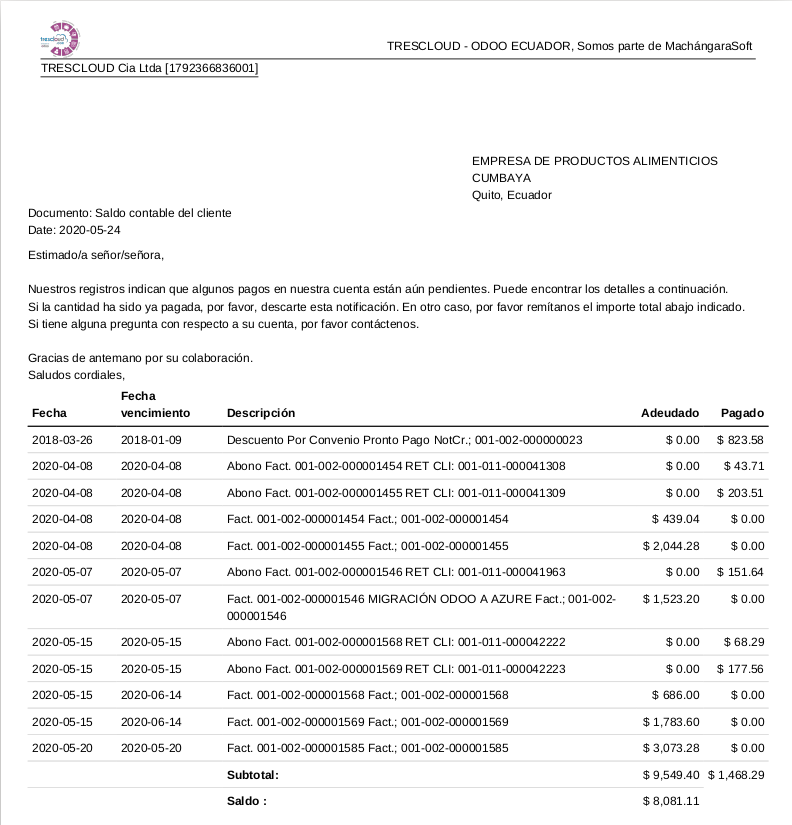 trescloud
TRESCLOUD - ODOO ECUADOR, Somos parte de MachángaraSoft
TRESCLOUD Cia Ltda [1792366836001]
EMPRESA DE PRODUCTOS ALIMENTICIOS
CUMBAYA
Quito, Ecuador
Documento: Saldo contable del cliente
Date: 2020-05-24
Estimado/a señor/señora,
Nuestros registros indican que algunos pagos en nuestra cuenta están aún pendientes. Puede encontrar los detalles a continuación.
Si la cantidad ha sido ya pagada, por favor, descarte esta notificación. En otro caso, por favor remítanos el importe total abajo indicado.
Si tiene alguna pregunta con respecto a su cuenta, por favor contáctenos.
Gracias de antemano por su colaboración.
Saludos cordiales,
Fecha Fecha vencimiento Descripción Adeudado Pagado
2018-03-26 2018-01-09 Descuento Por Convenio Pronto Pago NotCr.; 001-002-000000023 $ 0.00 $ 823.58
2020-04-08 2020-04-08 Abono Fact. 001-002-000001454 RET CLI: 001-011-000041308 $ 0.00 $ 43.71
2020-04-08 2020-04-08 Abono Fact. 001-002-000001455 RET CLI: 001-011-000041309 $ 0.00 $ 203.51
2020-04-08 2020-04-08 Fact. 001-002-000001454 Fact.; 001-002-000001454 $ 439.04 $ 0.00
2020-04-08 2020-04-08 Fact. 001-002-000001455 Fact.; 001-002-000001455 $ 2,044.28 $ 0.00
2020-05-07 2020-05-07 Abono Fact. 001-002-000001546 RET CLI: 001-011-000041963 $ 0.00 $ 151.64
2020-05-07 2020-05-07 Fact. 001-002-000001546 MIGRACIÓN ODOO A AZURE Fact.; 001-002- $ 1,523.20 $ 0.00
000001546
2020-05-15 2020-05-15 Abono Fact. 001-002-000001568 RET CLI: 001-011-000042222 $ 0.00 $ 68.29
2020-05-15 2020-05-15 Abono Fact. 001-002-000001569 RET CLI: 001-011-000042223 $ 0.00 $ 177.56
2020-05-15 2020-06-14 Fact. 001-002-000001568 Fact.; 001-002-000001568 $ 686.00 $ 0.00
2020-05-15 2020-06-14 Fact. 001-002-000001569 Fact.; 001-002-000001569 $ 1,783.60 $ 0.00
2020-05-20 2020-05-20 Fact. 001-002-000001585 Fact.; 001-002-000001585 $ 3,073.28 $ 0.00
Subtotal: $ 9,549.40 $ 1,468.29
Saldo : $ 8,081.11